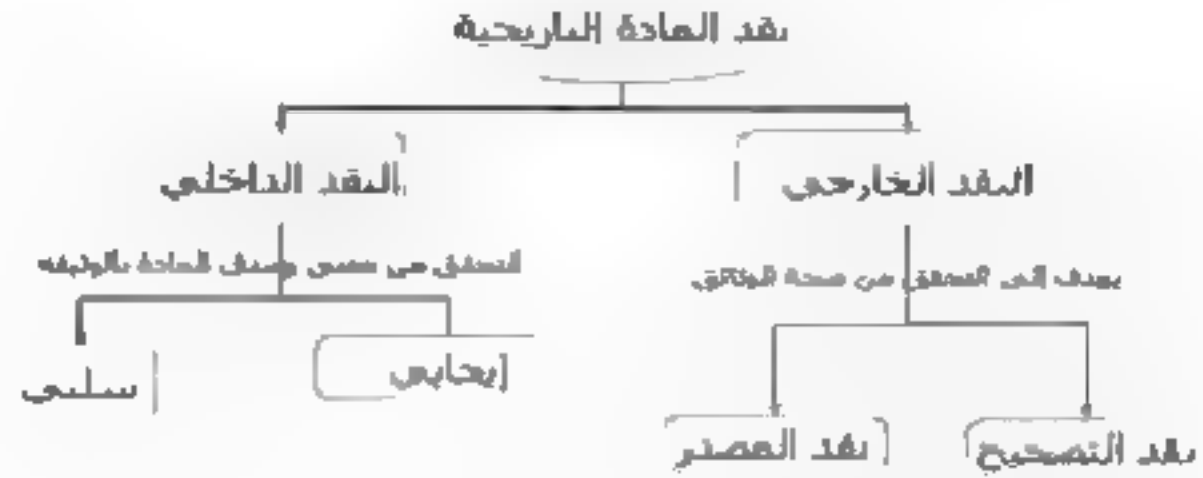 نقد المادة التاريخية
النقد الخارجي
النقد الداخلي
يهدف إلى التحقق من صحة الوثائق
التحقق من معنى وصدق المادة بالوثيقة
نقد التصحيح
نقد المصدر
إيجابي
سلبي